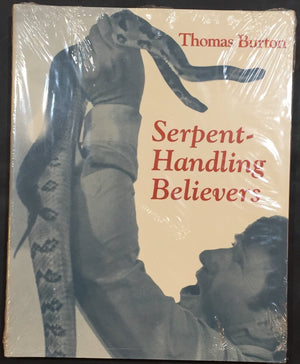 Thomas Burton
Serpent-
Handling
Believers